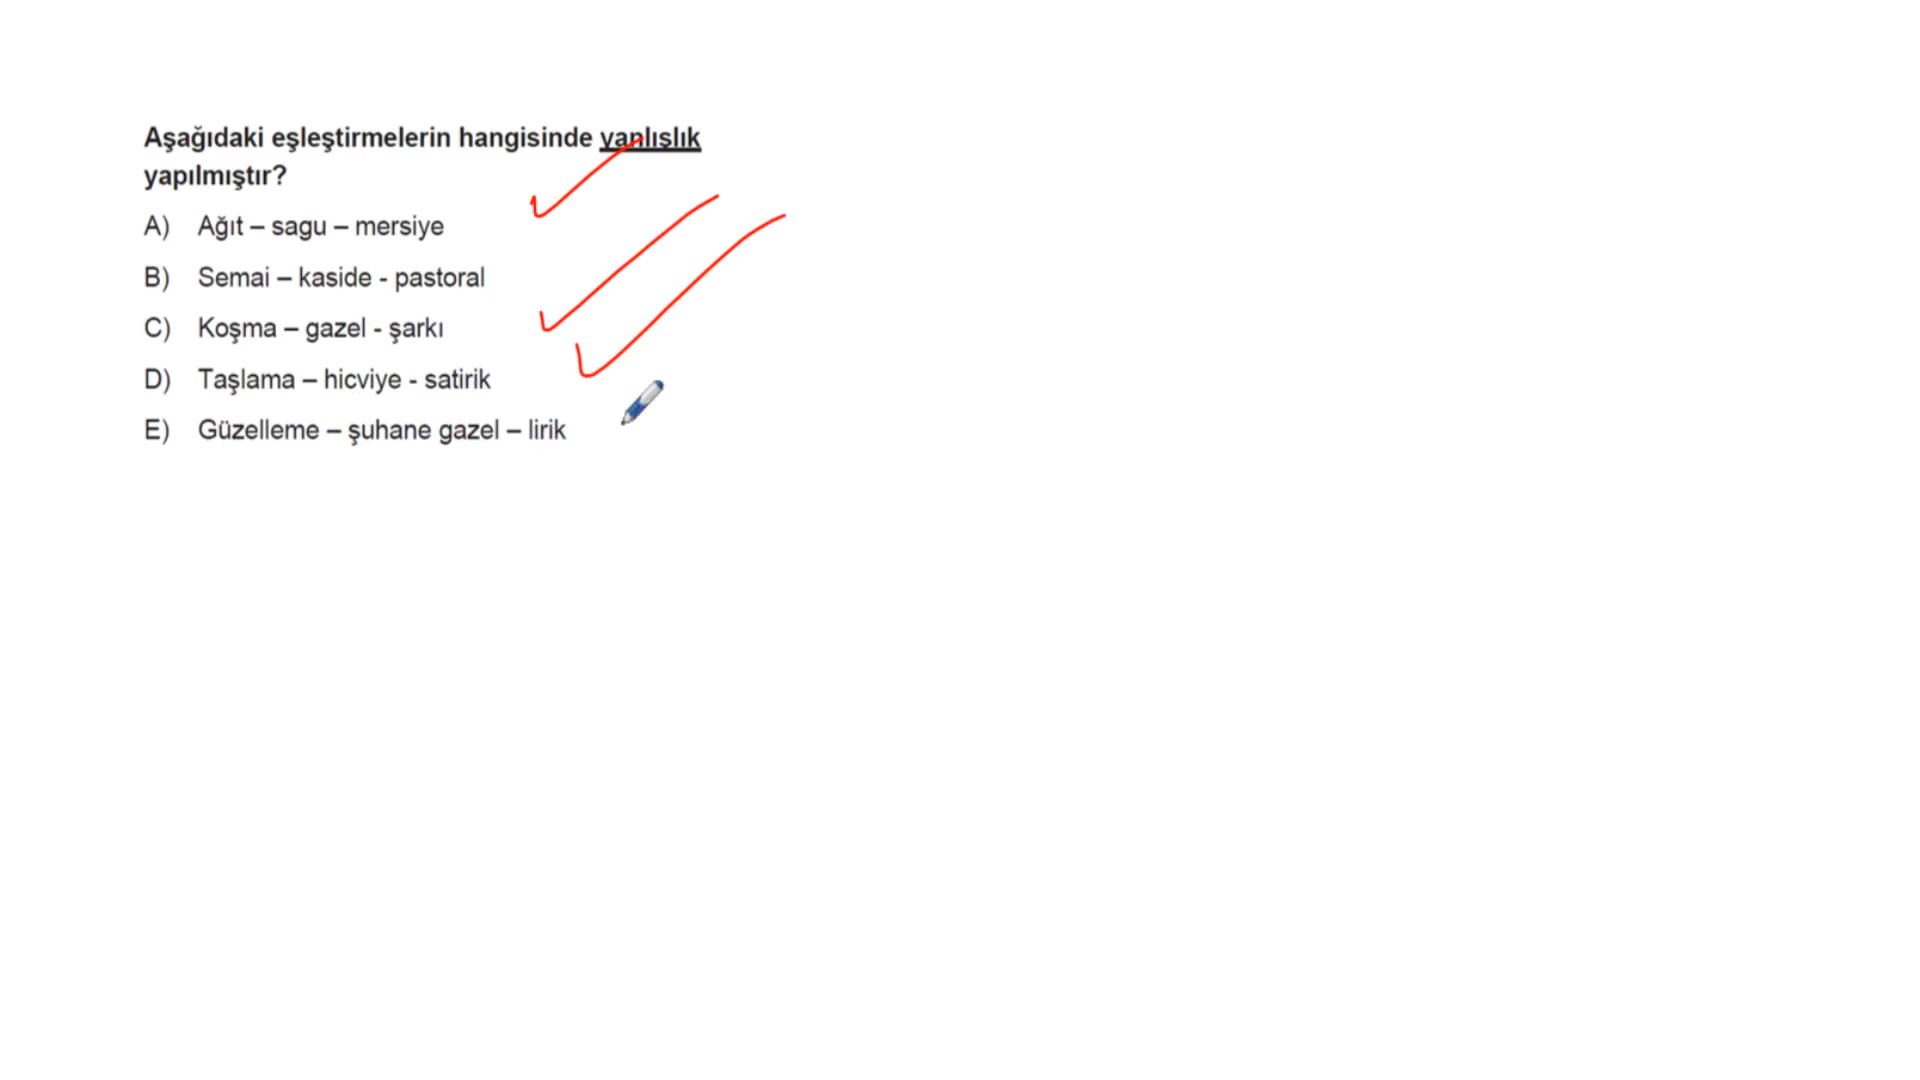 Aşağıdaki eşleştirmelerin hangisinde yanlışlık
yapılmıştır?
A) Ağıt – sagu – mersiye
B) Semai – kaside - pastoral
C) Koşma – gazel - şarkı
D) Taşlama – hicviye - satirik
E) Güzelleme – şuhane gazel – lirik